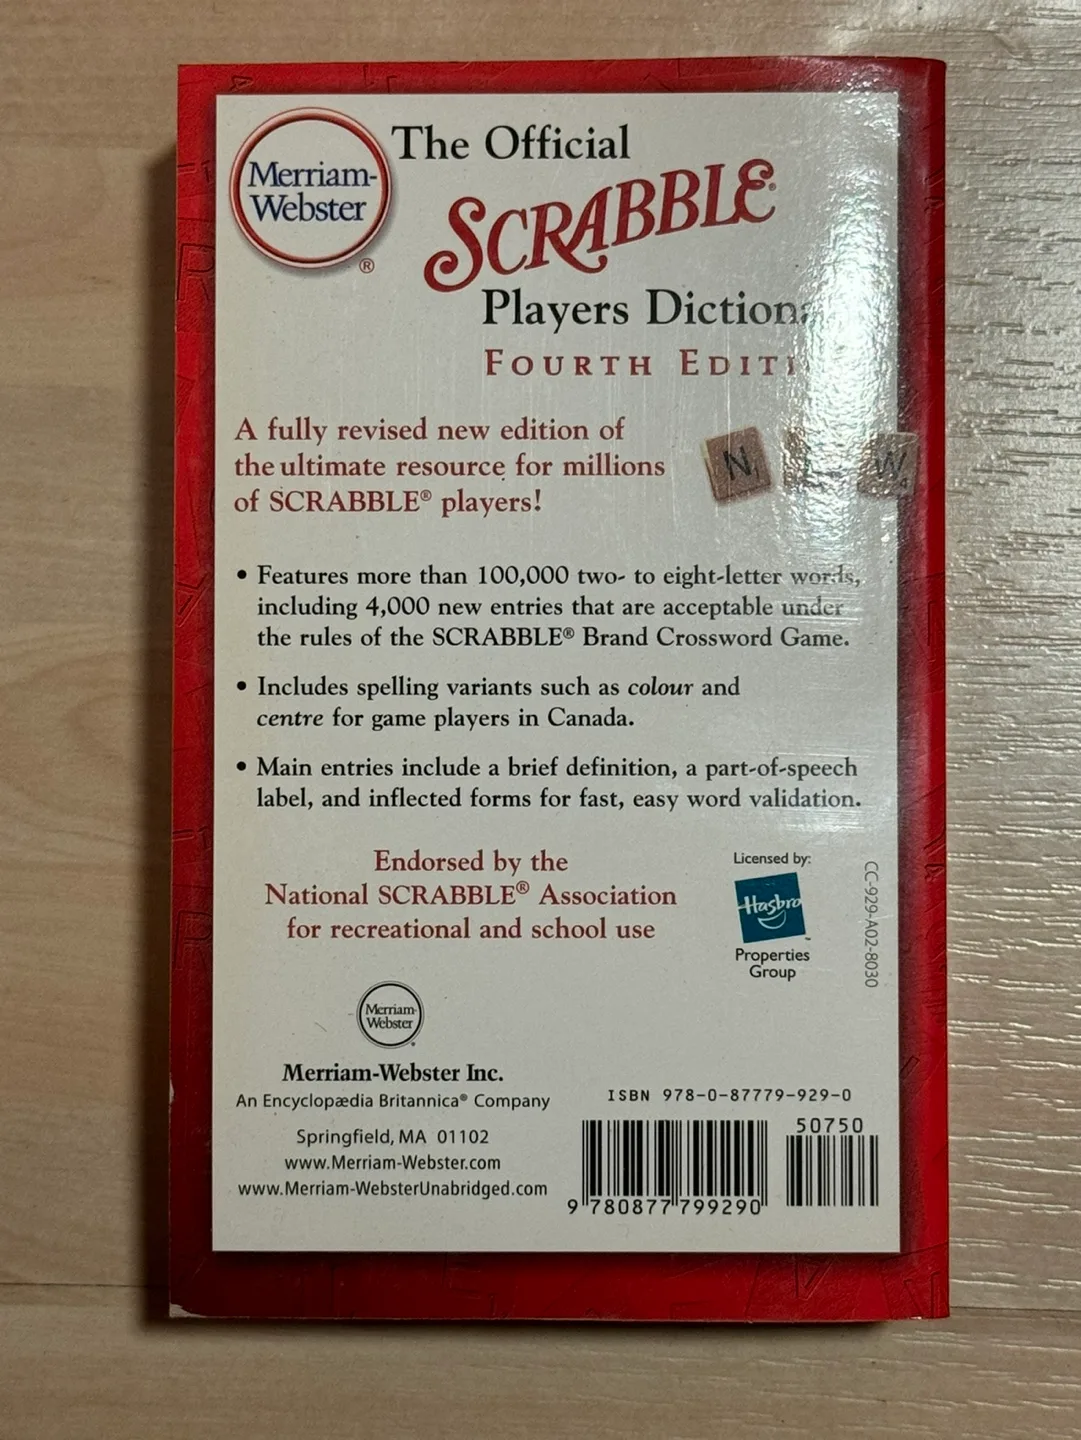 Merriam-
Webster
®
The Official
SCRABBLE®
Players Diction
FOURTH EDITI
A fully revised new edition of
the ultimate resource for millions
of SCRABBLE® players!
N1
W4
• Features more than 100,000 two- to eight-letter words,
including 4,000 new entries that are acceptable under
the rules of the SCRABBLE® Brand Crossword Game.
• Includes spelling variants such as colour and
centre for game players in Canada.
• Main entries include a brief definition, a part-of-speech
label, and inflected forms for fast, easy word validation.
Endorsed by the
National SCRABBLE® Association
for recreational and school use
Licensed by:
Hasbro
™
Properties
Group
CC-929-A02-8030
Merriam-
Webster
®
Merriam-Webster Inc.
An Encyclopædia Britannica® Company
Springfield, MA 01102
www.Merriam-Webster.com
www.Merriam-WebsterUnabridged.com
ISBN 978-0-87779-929-0
50750
9 780877 799290